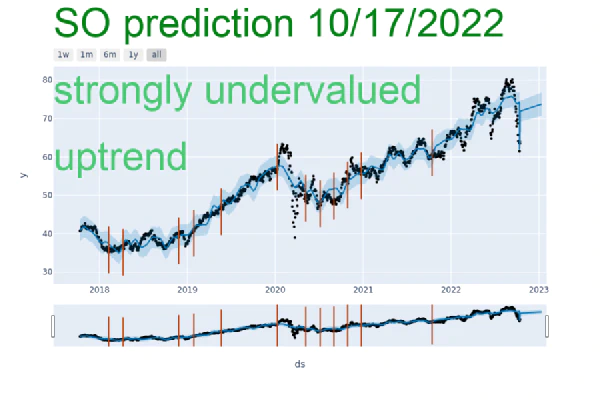 SO prediction 10/17/2022
1w 1m 6m 1y all
strongly undervalued
uptrend
80
70
60
50
40
30
y
2018 2019 2020 2021 2022 2023
ds